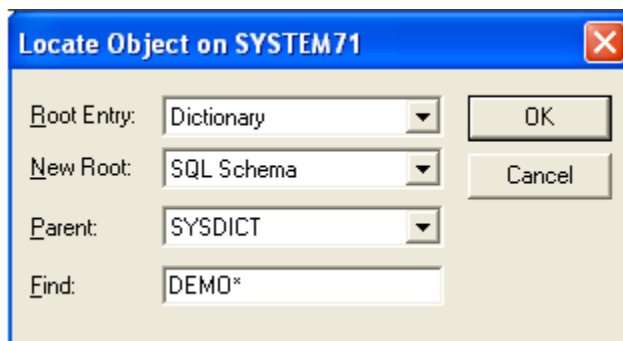 Locate Object on SYSTEM71
Root Entry: Dictionary OK
New Root: SQL Schema Cancel
Parent: SYSDICT
Find: DEMO*